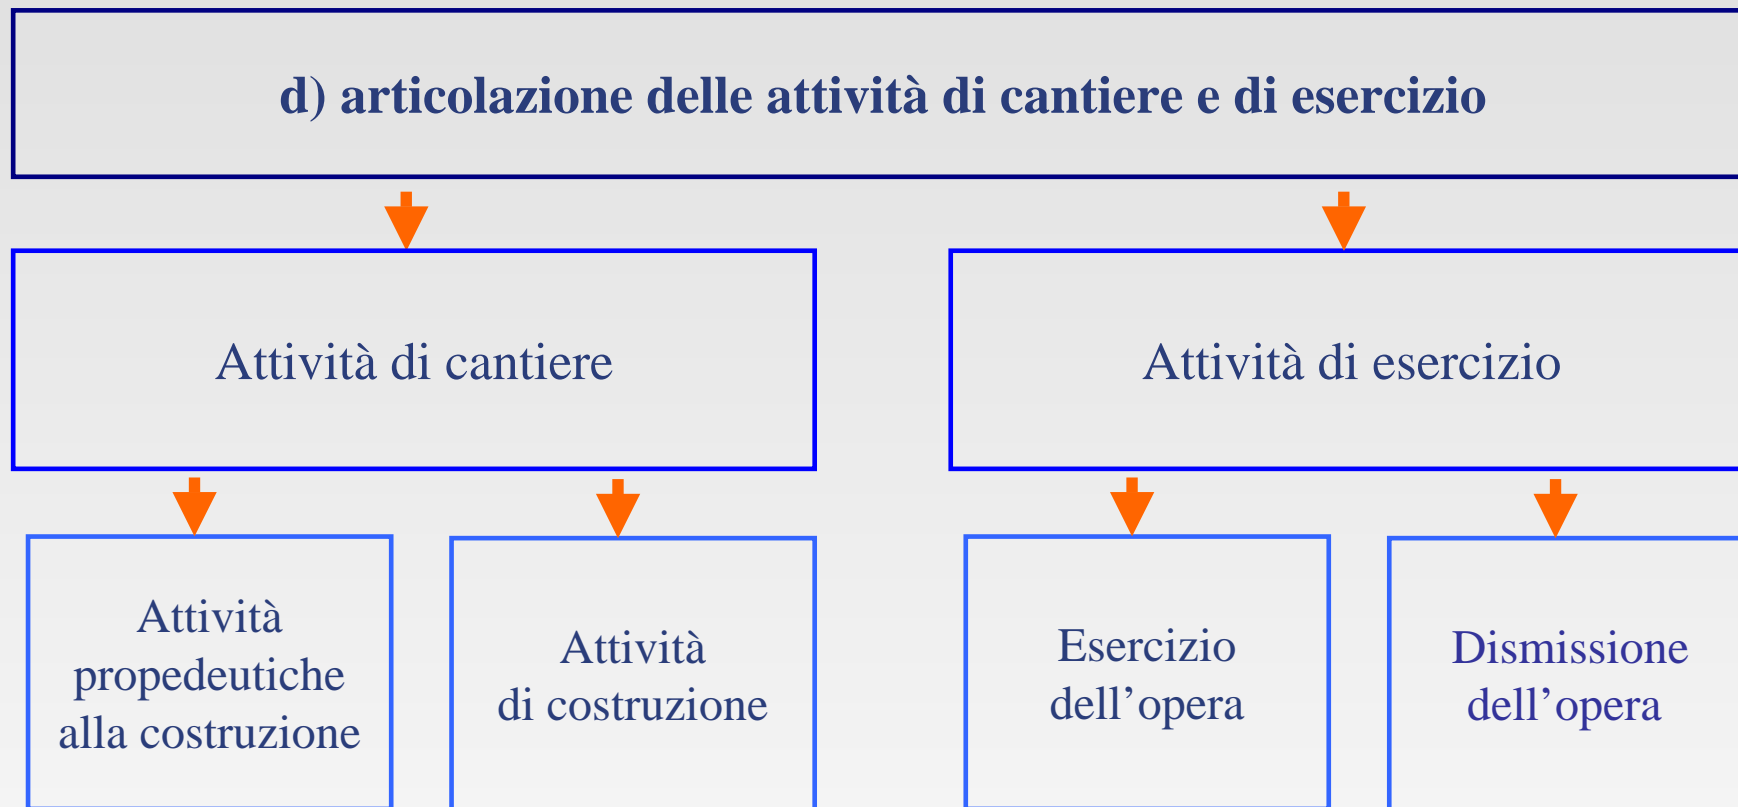 d) articolazione delle attività di cantiere e di esercizio
Attività di cantiere
Attività di esercizio
Attività
propedeutiche
alla costruzione
Attività
di costruzione
Esercizio
dell’opera
Dismissione
dell’opera